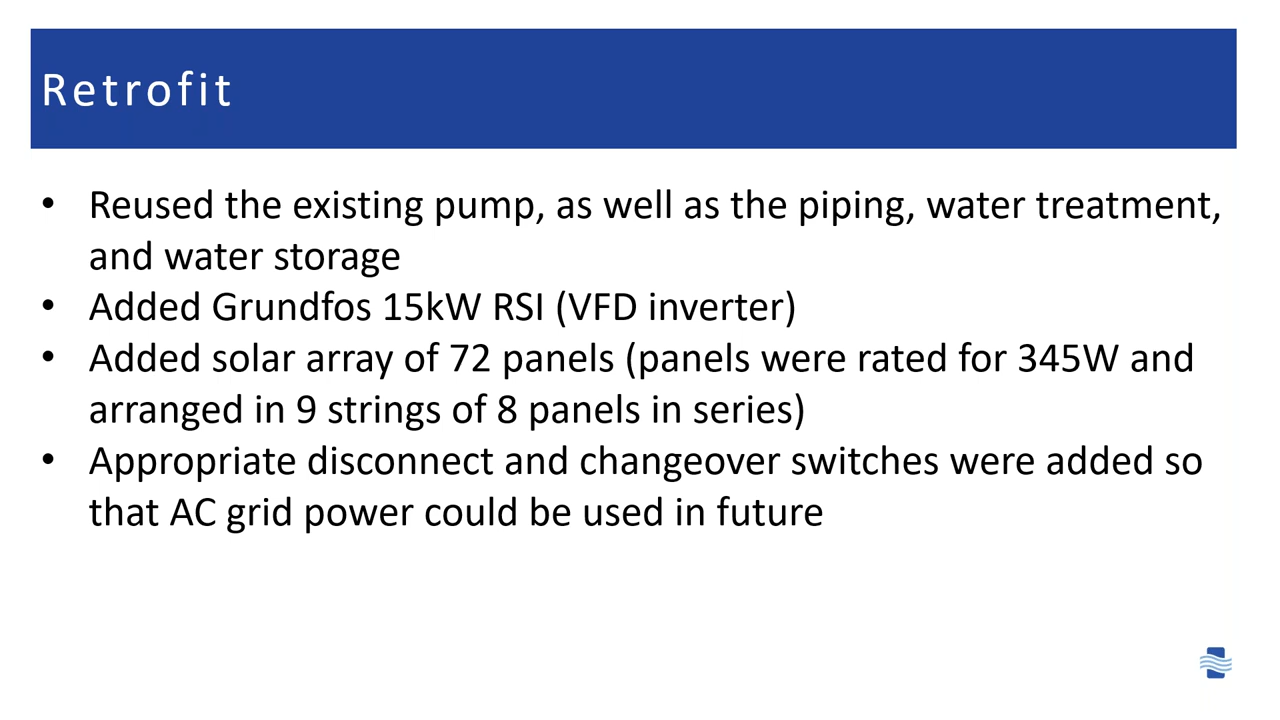 Retrofit
• Reused the existing pump, as well as the piping, water treatment,
and water storage
• Added Grundfos 15kW RSI (VFD inverter)
• Added solar array of 72 panels (panels were rated for 345W and
arranged in 9 strings of 8 panels in series)
• Appropriate disconnect and changeover switches were added so
that AC grid power could be used in future